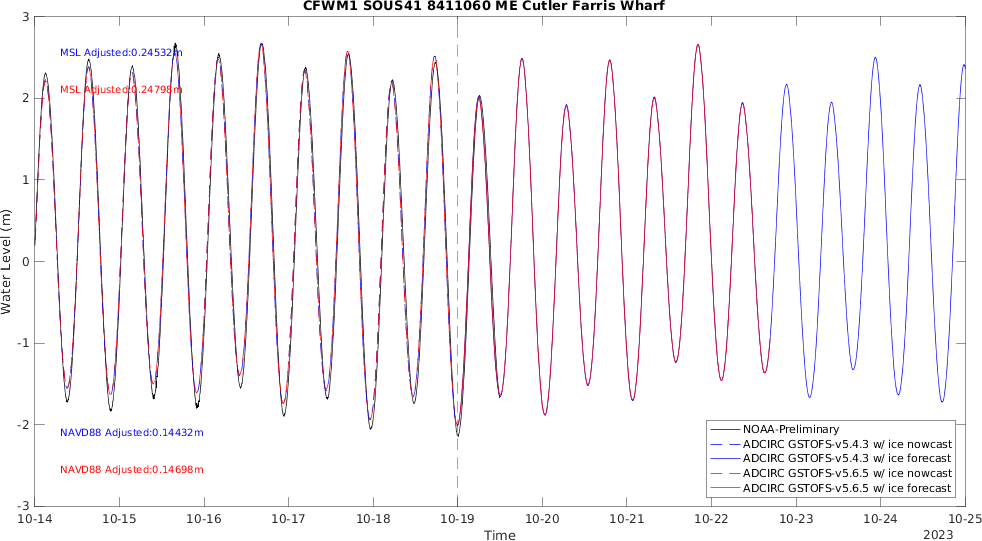 CFWM1 SOUS41 8411060 ME Cutler Farris Wharf
MSL Adjusted:0.24532m
MSL Adjusted:0.24798m
NAVD88 Adjusted:0.14432m
NAVD88 Adjusted:0.14698m
Water Level (m)
3
2
1
0
-1
-2
-3
NOAA-Preliminary
ADCIRC GSTOFS-v5.4.3 w/ ice nowcast
ADCIRC GSTOFS-v5.4.3 w/ ice forecast
ADCIRC GSTOFS-v5.6.5 w/ ice nowcast
ADCIRC GSTOFS-v5.6.5 w/ ice forecast
10-14 10-15 10-16 10-17 10-18 10-19 10-20 10-21 10-22 10-23 10-24 10-25
Time
2023